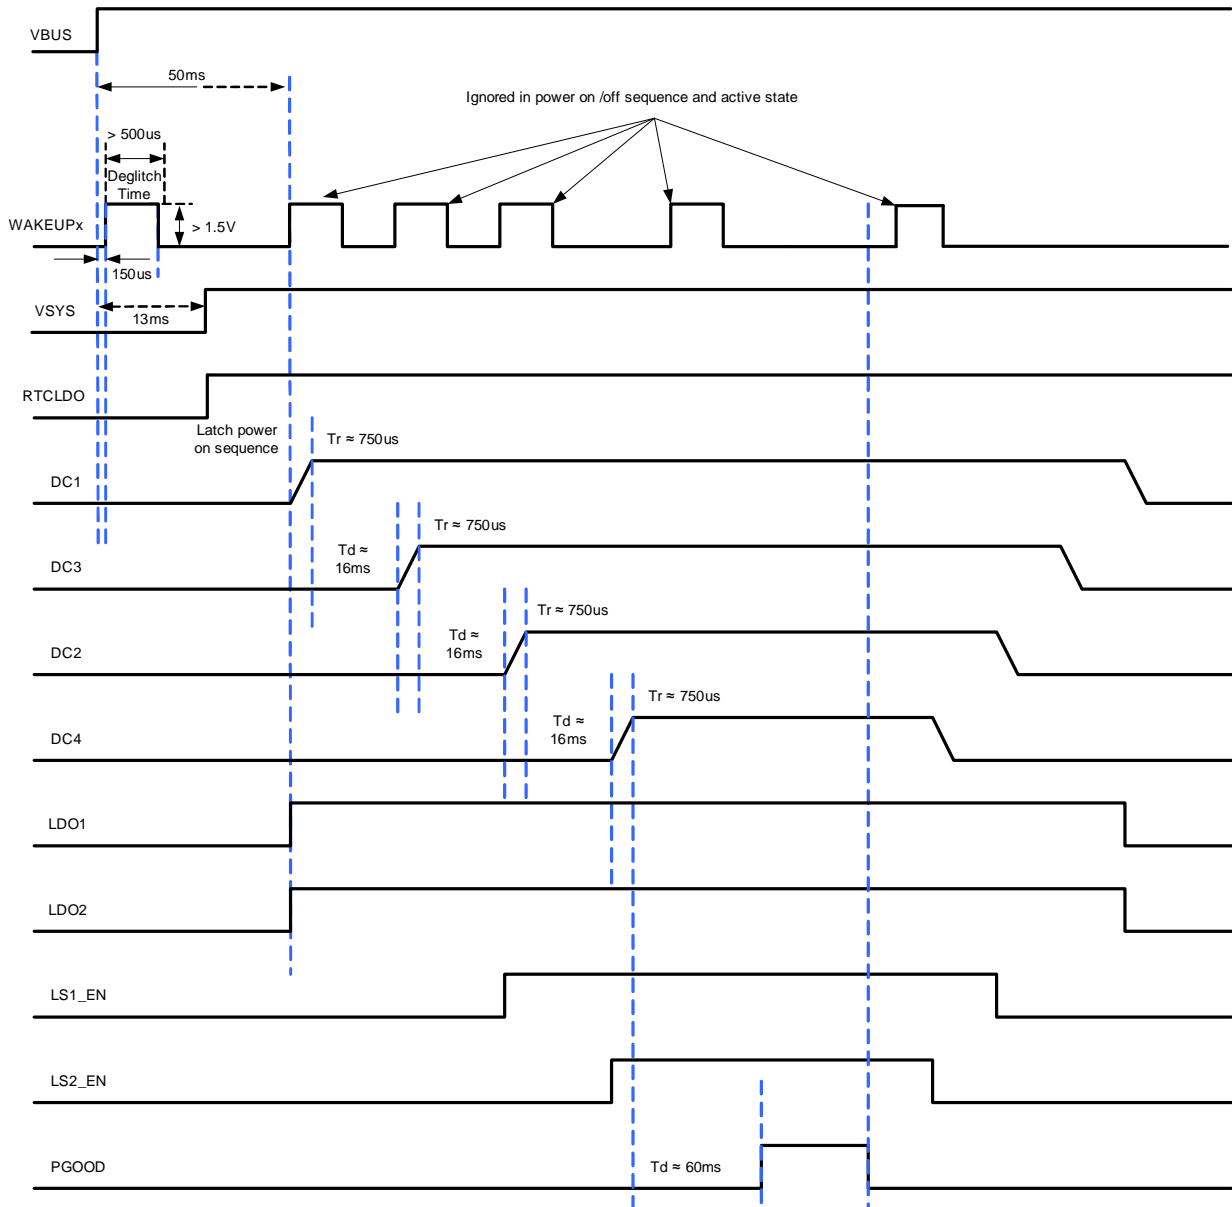 VBUS
50ms
Ignored in power on /off sequence and active state
> 500us
Deglitch
Time
WAKEUPx
> 1.5V
150us
VSYS
13ms
RTCLDO
Latch power
on sequence
Tr ≈ 750us
DC1
Tr ≈ 750us
Td ≈
16ms
DC3
Tr ≈ 750us
Td ≈
16ms
DC2
Tr ≈ 750us
Td ≈
16ms
DC4
LDO1
LDO2
LS1_EN
LS2_EN
PGOOD
Td ≈ 60ms